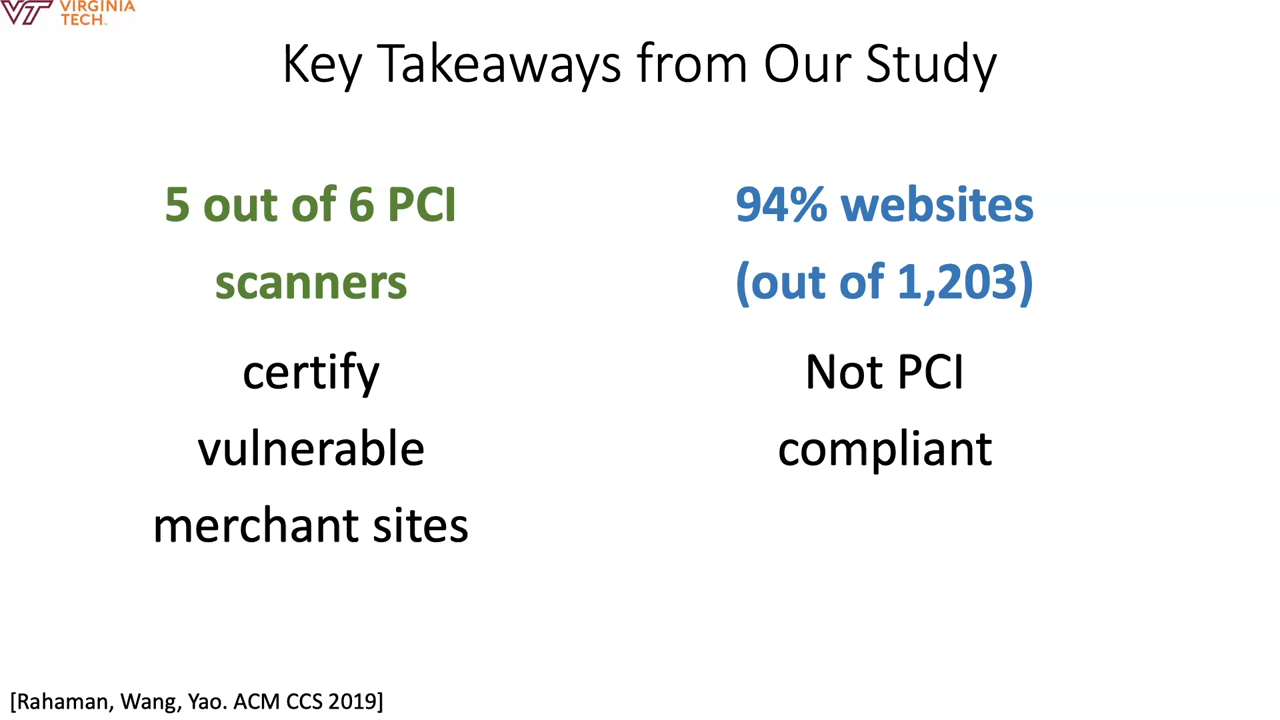 VIRGINIA
TECH.
Key Takeaways from Our Study
5 out of 6 PCI
scanners
certify
vulnerable
merchant sites
94% websites
(out of 1,203)
Not PCI
compliant
[Rahaman, Wang, Yao. ACM CCS 2019]